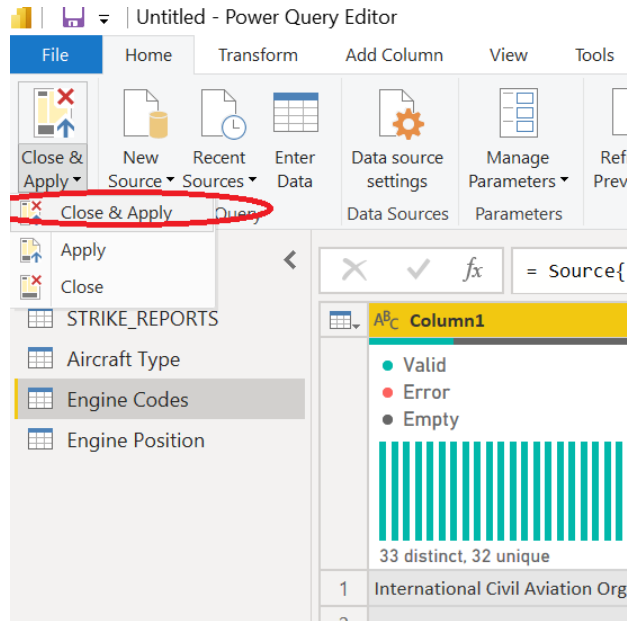 Untitled - Power Query Editor
File Home Transform Add Column View Tools
Close & Apply
New Source
Recent Sources
Enter Data
Data source settings
Manage Parameters
Close & Apply
Query
Data Sources
Parameters
Apply
Close
= Source{
STRIKE_REPORTS
Aircraft Type
Engine Codes
Engine Position
ABC Column1
Valid
Error
Empty
33 distinct, 32 unique
1 International Civil Aviation Org